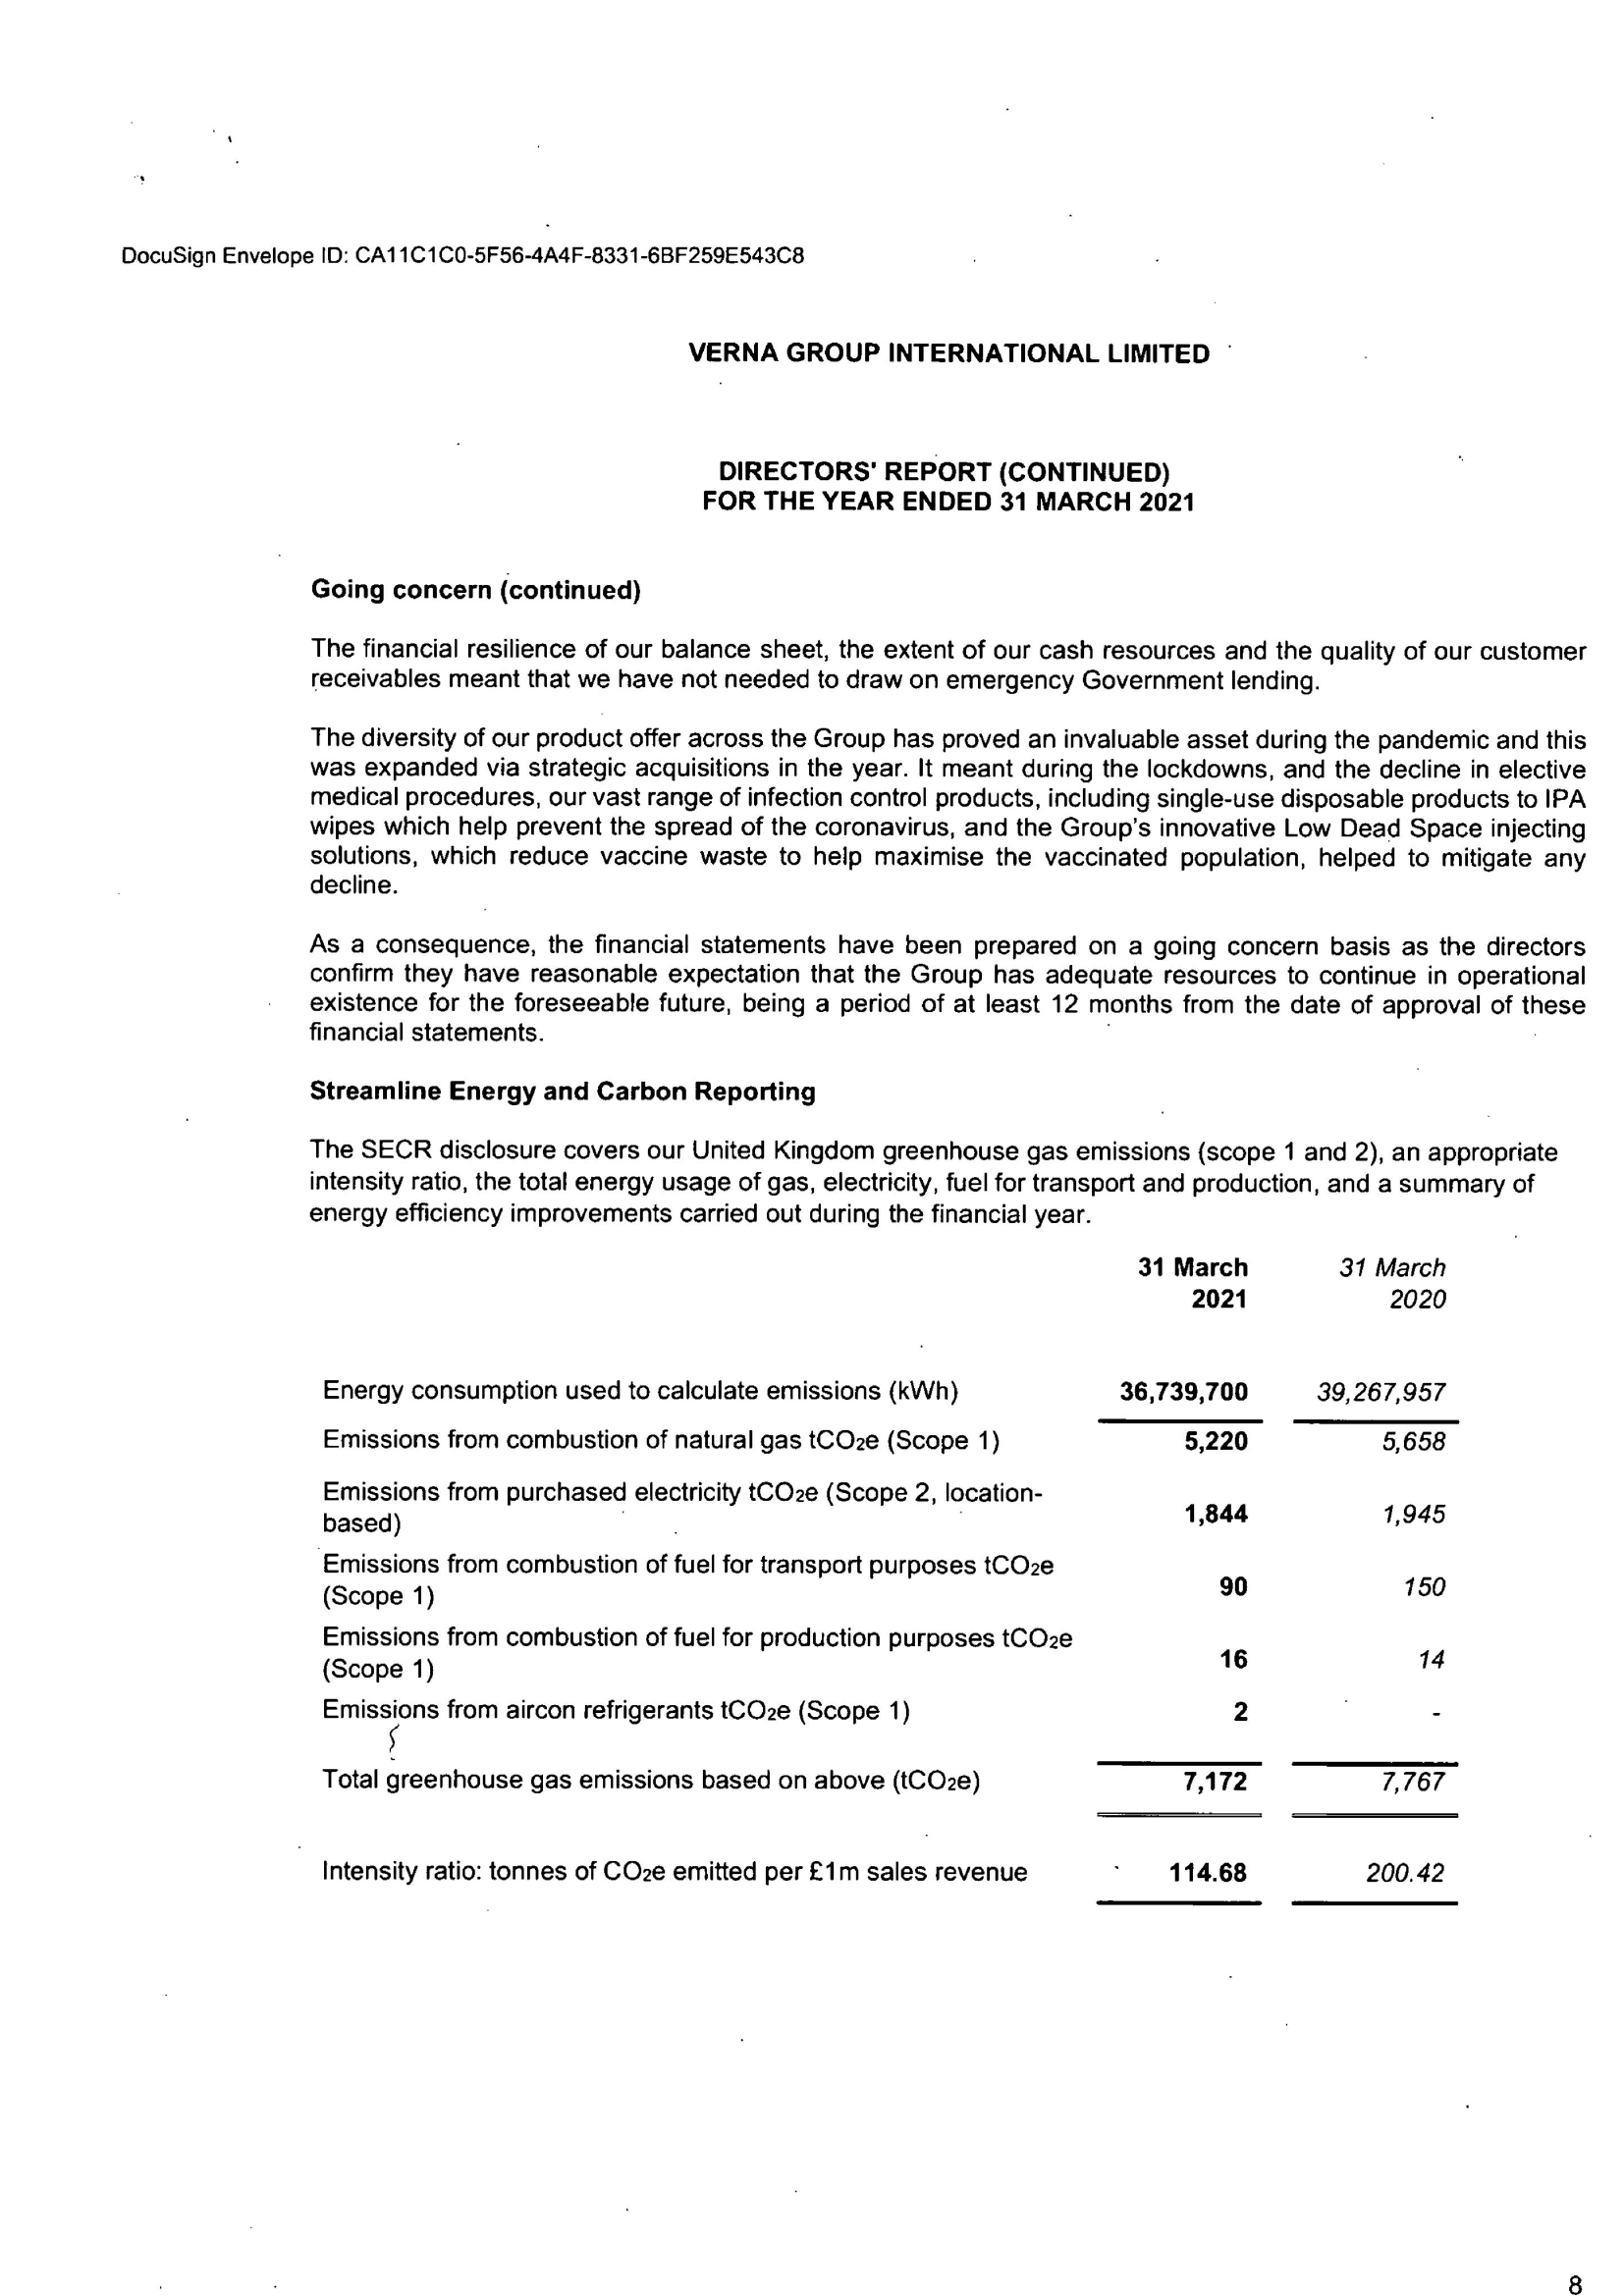 DocuSign Envelope ID: CA11C1C0-5F56-4A4F-8331-6BF259E543C8
VERNA GROUP INTERNATIONAL LIMITED
DIRECTORS' REPORT (CONTINUED)
FOR THE YEAR ENDED 31 MARCH 2021
Going concern (continued)
The financial resilience of our balance sheet, the extent of our cash resources and the quality of our customer
receivables meant that we have not needed to draw on emergency Government lending.
The diversity of our product offer across the Group has proved an invaluable asset during the pandemic and this
was expanded via strategic acquisitions in the year. It meant during the lockdowns, and the decline in elective
medical procedures, our vast range of infection control products, including single-use disposable products to IPA
wipes which help prevent the spread of the coronavirus, and the Group's innovative Low Dead Space injecting
solutions, which reduce vaccine waste to help maximise the vaccinated population, helped to mitigate any
decline.
As a consequence, the financial statements have been prepared on a going concern basis as the directors
confirm they have reasonable expectation that the Group has adequate resources to continue in operational
existence for the foreseeable future, being a period of at least 12 months from the date of approval of these
financial statements.
Streamline Energy and Carbon Reporting
The SECR disclosure covers our United Kingdom greenhouse gas emissions (scope 1 and 2), an appropriate
intensity ratio, the total energy usage of gas, electricity, fuel for transport and production, and a summary of
energy efficiency improvements carried out during the financial year.
31 March 31 March
2021 2020
Energy consumption used to calculate emissions (kWh) 36,739,700 39,267,957
Emissions from combustion of natural gas tCO2e (Scope 1) 5,220 5,658
Emissions from purchased electricity tCO2e (Scope 2, location-
based) 1,844 1,945
Emissions from combustion of fuel for transport purposes tCO2e
(Scope 1) 90 150
Emissions from combustion of fuel for production purposes tCO2e
(Scope 1) 16 14
Emissions from aircon refrigerants tCO2e (Scope 1) 2 -
Total greenhouse gas emissions based on above (tCO2e) 7,172 7,767
Intensity ratio: tonnes of CO2e emitted per £1m sales revenue 114.68 200.42
8